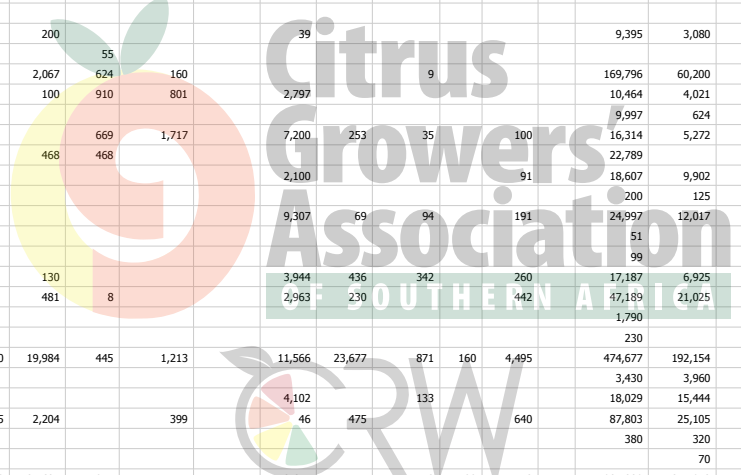 200 39 9,395 3,080
55
2,067 624 160 9 169,796 60,200
100 910 801 2,797 10,464 4,021
9,997 624
669 1,717 7,200 253 35 100 16,314 5,272
468 468 22,789
2,100 91 18,607 9,902
200 125
9,307 69 94 191 24,997 12,017
51
99
130 3,944 436 342 260 17,187 6,925
481 8 2,963 230 442 47,189 21,025
1,790
230
0 19,984 445 1,213 11,566 23,677 871 160 4,495 474,677 192,154
3,430 3,960
4,102 133 18,029 15,444
5 2,204 399 46 475 640 87,803 25,105
380 320
70
Citrus
Growers'
Association
OF SOUTHERN AFRICA
CRW